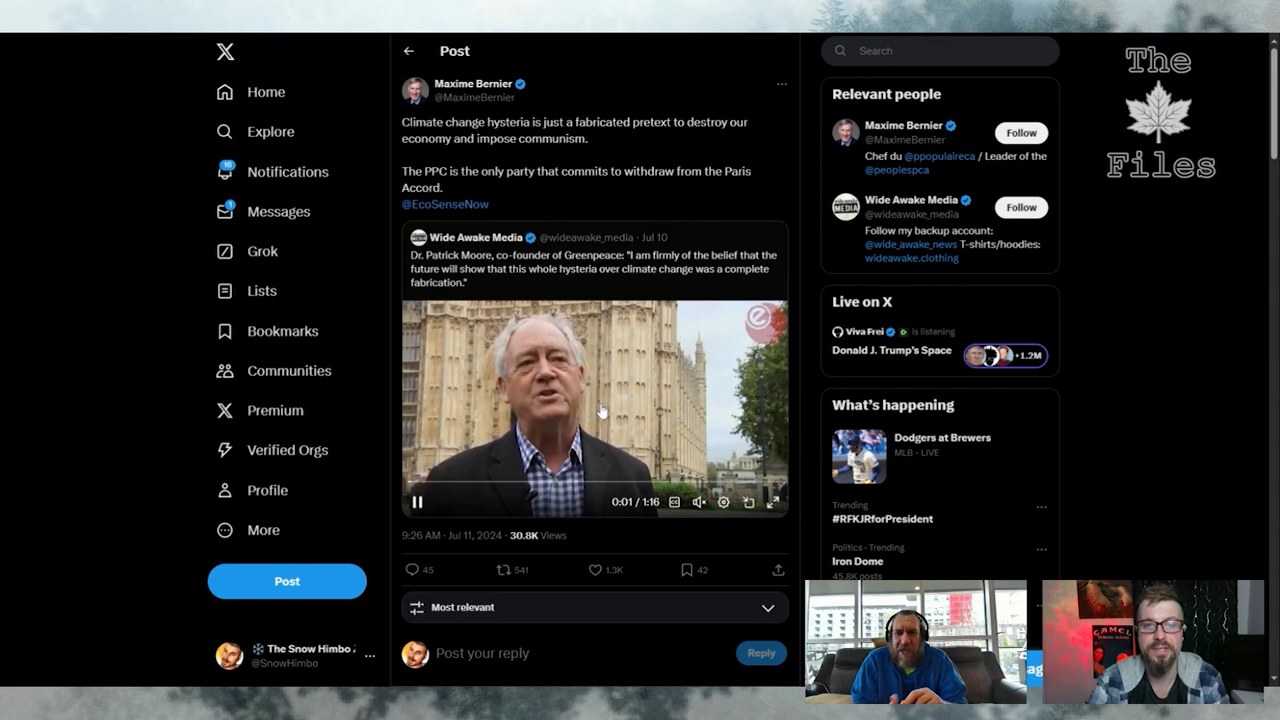 Home
Explore
16
Notifications
1
Messages
Grok
Lists
Bookmarks
Communities
Premium
Verified Orgs
Profile
More
Post
The Snow Himbo
@SnowHimbo
Post
Maxime Bernier
@MaximeBernier
Climate change hysteria is just a fabricated pretext to destroy our
economy and impose communism.
The PPC is the only party that commits to withdraw from the Paris
Accord.
@EcoSenseNow
Wide Awake Media @wideawake_media · Jul 10
Dr. Patrick Moore, co-founder of Greenpeace: "I am firmly of the belief that the
future will show that this whole hysteria over climate change was a complete
fabrication."
0:01 / 1:16
9:26 AM · Jul 11, 2024 · 30.8K Views
45
541
1.3K
42
Most relevant
Post your reply
Reply
Search
Relevant people
Maxime Bernier
@MaximeBernier
Follow
Chef du @ppopulaireca / Leader of the
@peoplespca
Wide Awake Media
@wideawake_media
Follow
Follow my backup account:
@wide_awake_news T-shirts/hoodies:
wideawake.clothing
Live on X
Viva Frei is listening
Donald J. Trump's Space
+1.2M
What's happening
Dodgers at Brewers
MLB · LIVE
Trending
#RFKJRforPresident
Politics · Trending
Iron Dome
45.8K posts
The
Files
CAMEL